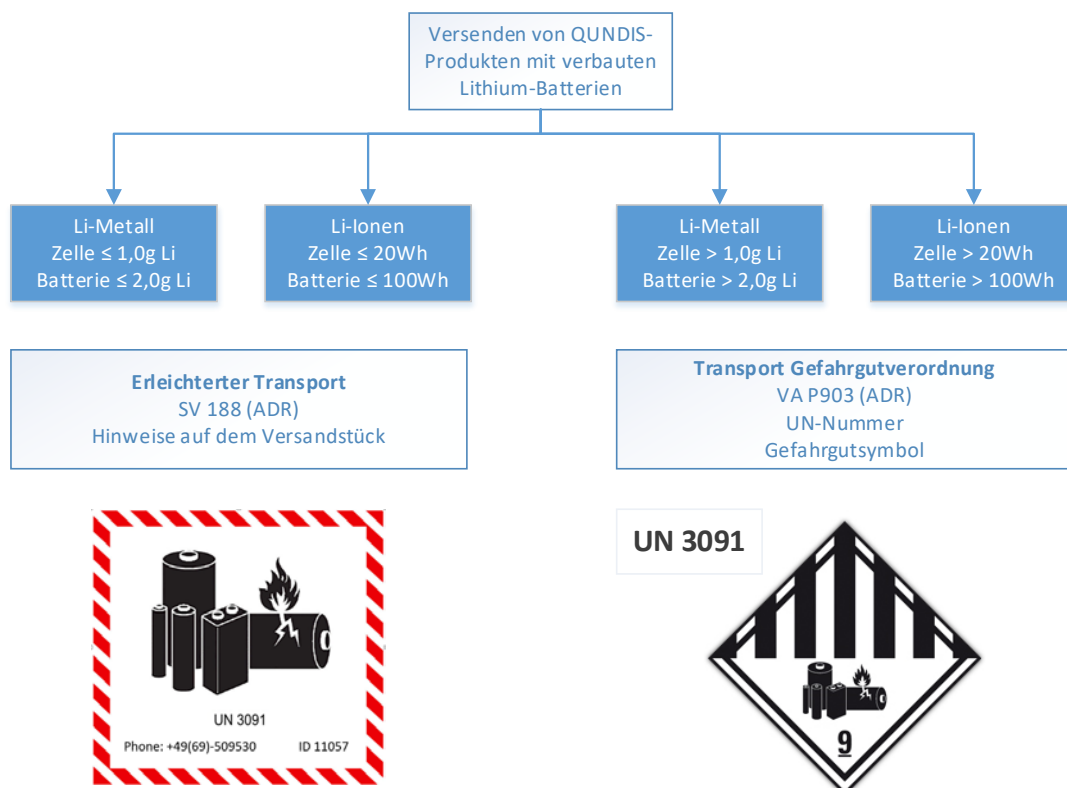 Versenden von QUNDIS-
Produkten mit verbauten
Lithium-Batterien
Li-Metall
Zelle ≤ 1,0g Li
Batterie ≤ 2,0g Li
Li-Ionen
Zelle ≤ 20Wh
Batterie ≤ 100Wh
Li-Metall
Zelle > 1,0g Li
Batterie > 2,0g Li
Li-Ionen
Zelle > 20Wh
Batterie > 100Wh
Erleichterter Transport
SV 188 (ADR)
Hinweise auf dem Versandstück
Transport Gefahrgutverordnung
VA P903 (ADR)
UN-Nummer
Gefahrgutsymbol
UN 3091
Phone: +49(69)-509530 ID 11057
UN 3091
9